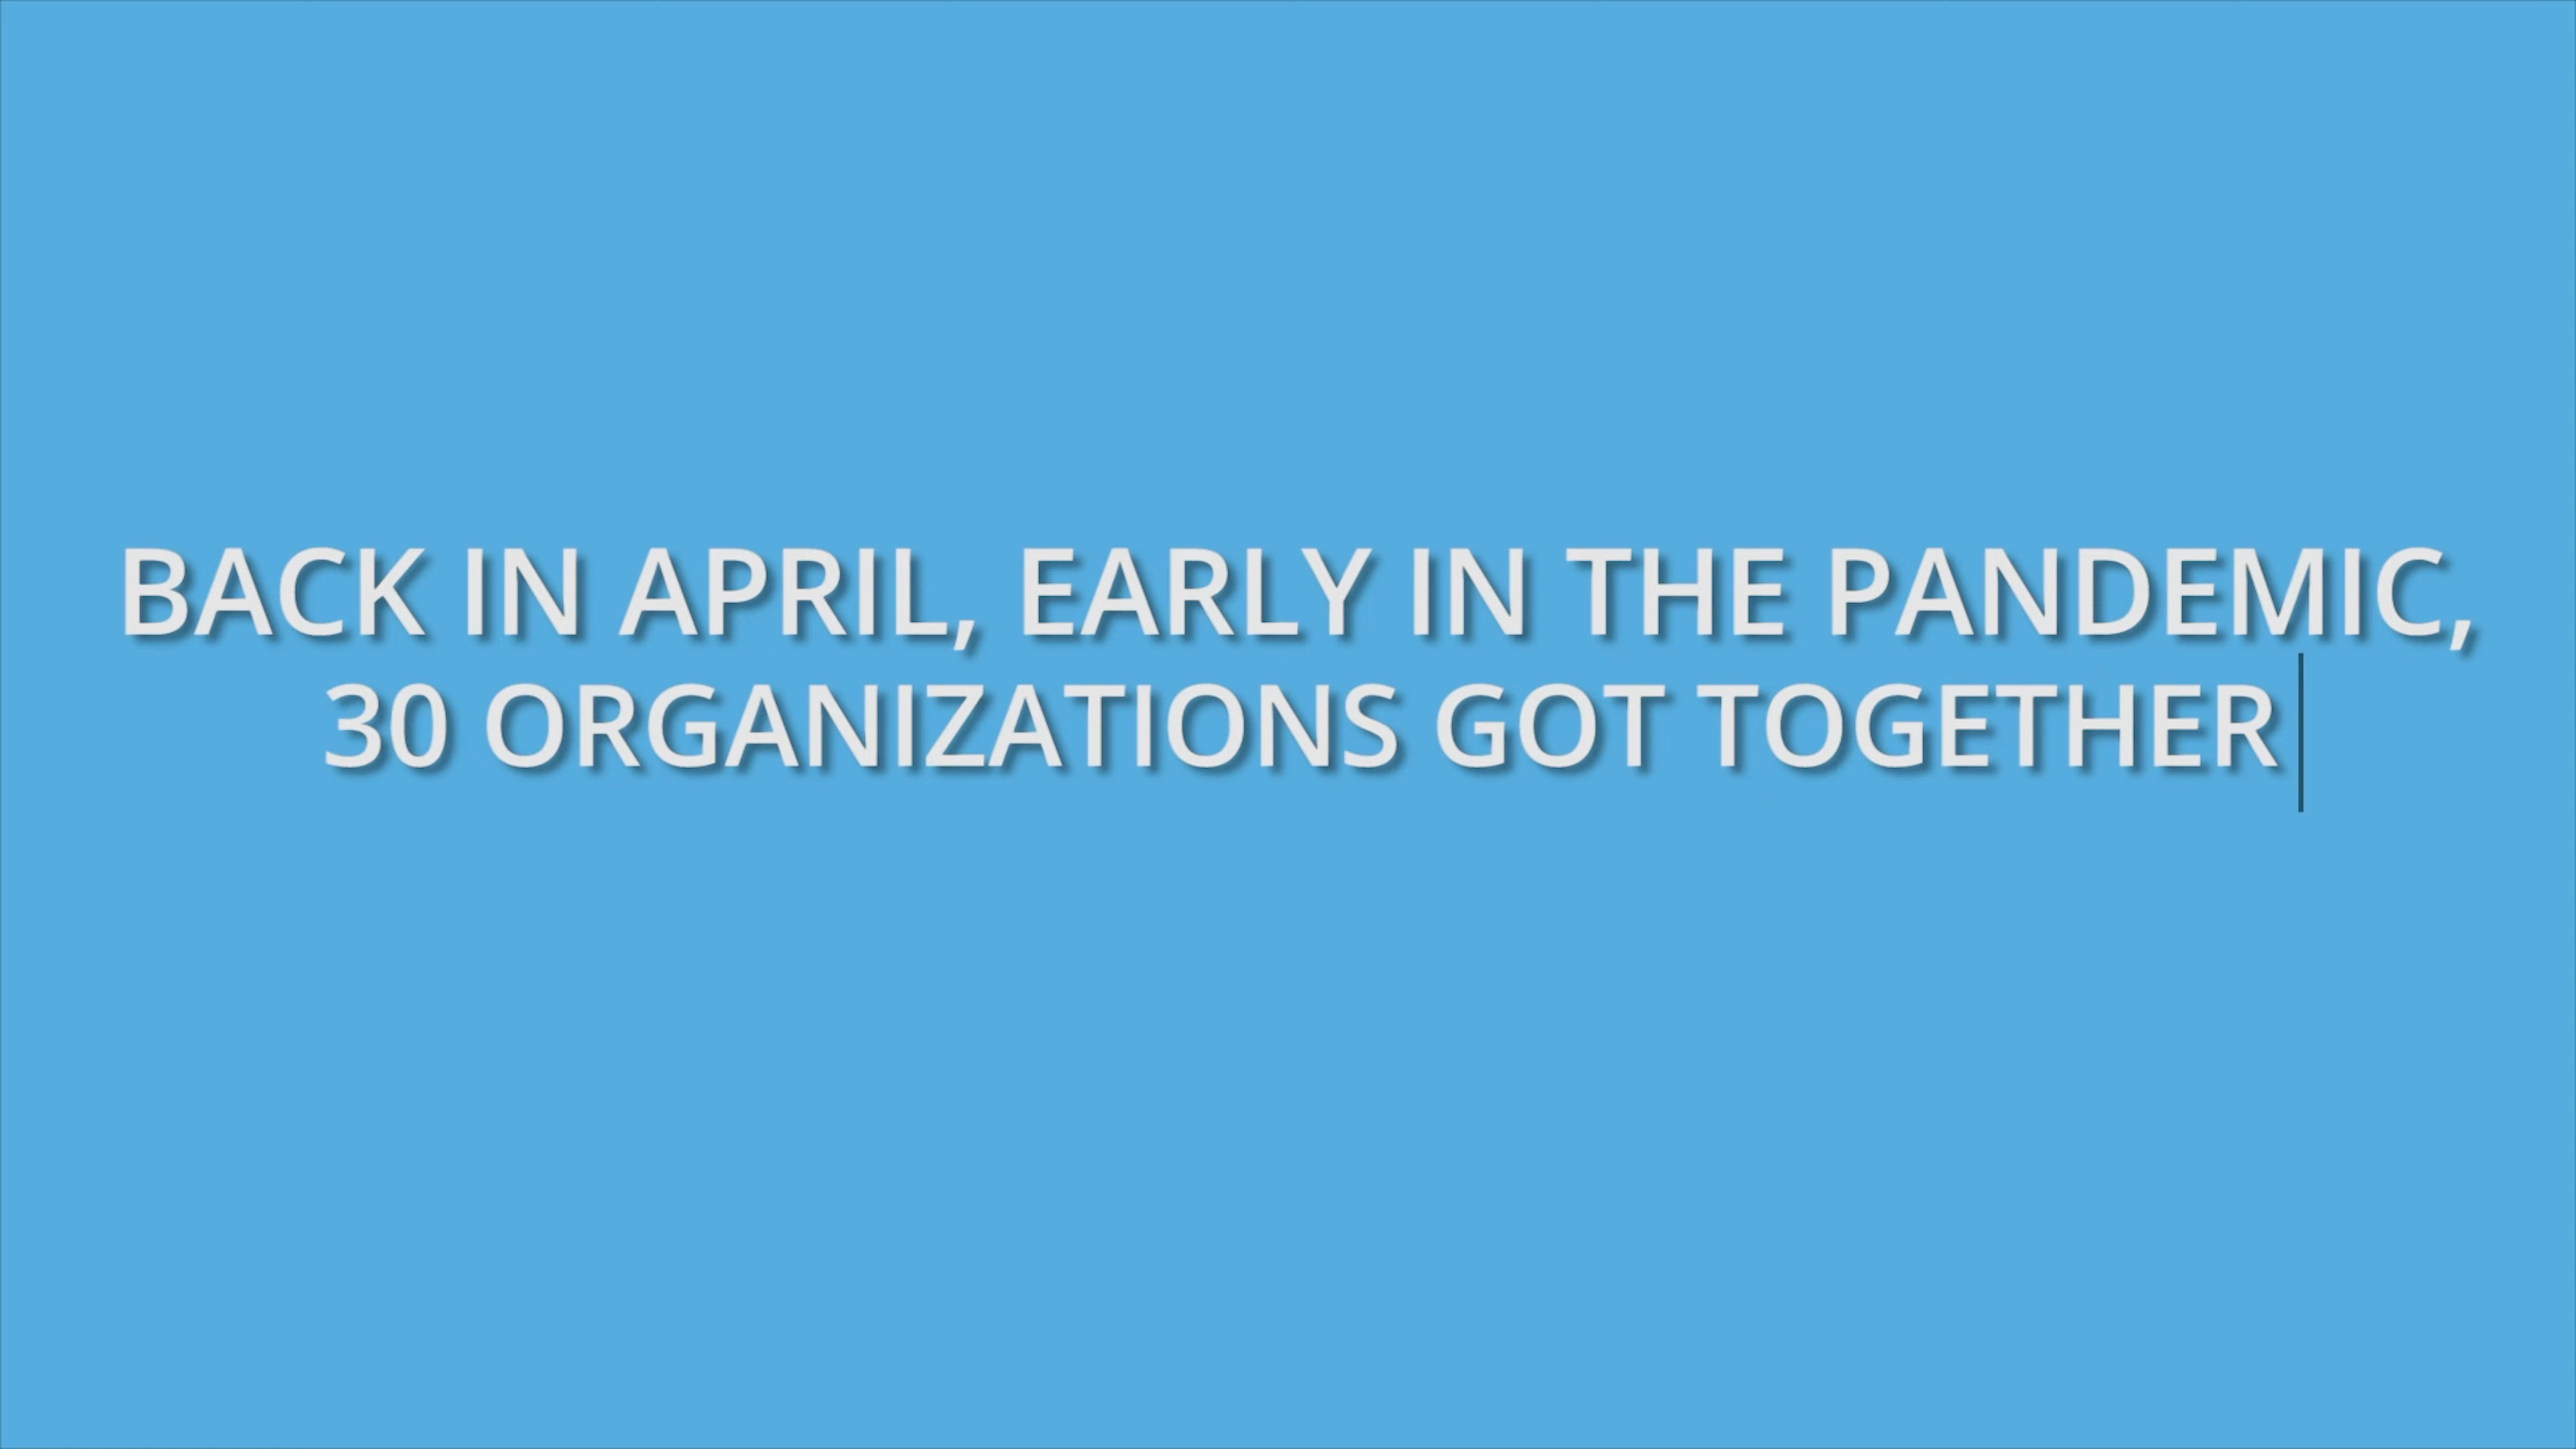 BACK IN APRIL, EARLY IN THE PANDEMIC,
30 ORGANIZATIONS GOT TOGETHER